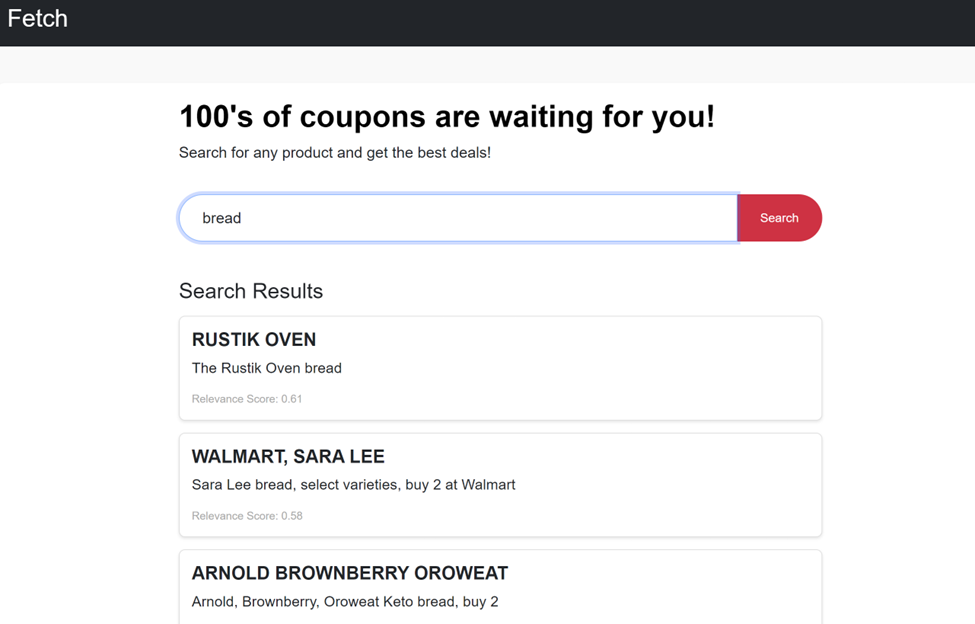 Fetch
100's of coupons are waiting for you!
Search for any product and get the best deals!
bread
Search
Search Results
RUSTIK OVEN
The Rustik Oven bread
Relevance Score: 0.61
WALMART, SARA LEE
Sara Lee bread, select varieties, buy 2 at Walmart
Relevance Score: 0.58
ARNOLD BROWNBERRY OROWEAT
Arnold, Brownberry, Oroweat Keto bread, buy 2